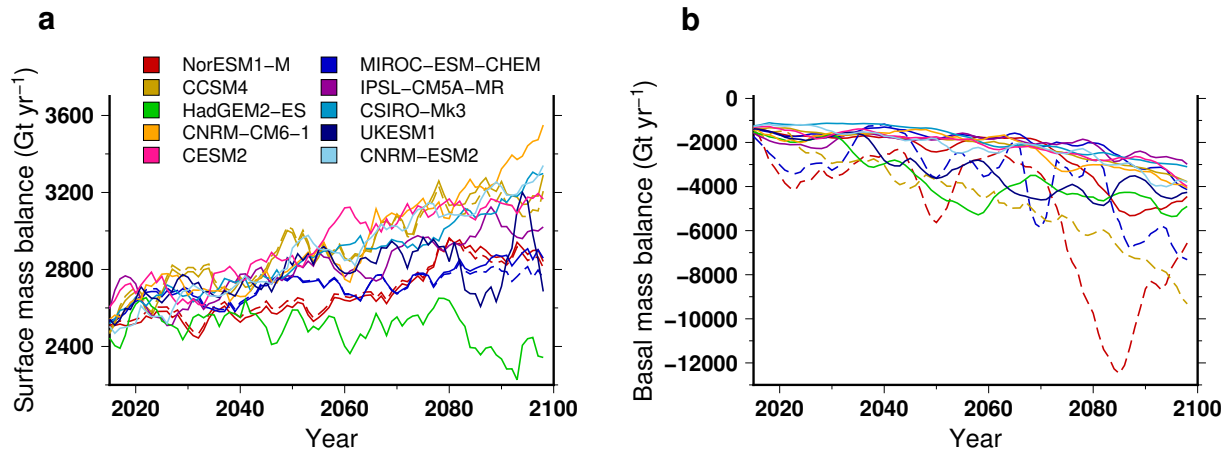 a
NorESM1−M
CCSM4
HadGEM2−ES
CNRM−CM6−1
CESM2
MIROC−ESM−CHEM
IPSL−CM5A−MR
CSIRO−Mk3
UKESM1
CNRM−ESM2
Surface mass balance (Gt yr⁻¹)
3600
3200
2800
2400
2020 2040 2060 2080 2100
Year
b
Basal mass balance (Gt yr⁻¹)
0
−2000
−4000
−6000
−8000
−10000
−12000
2020 2040 2060 2080 2100
Year